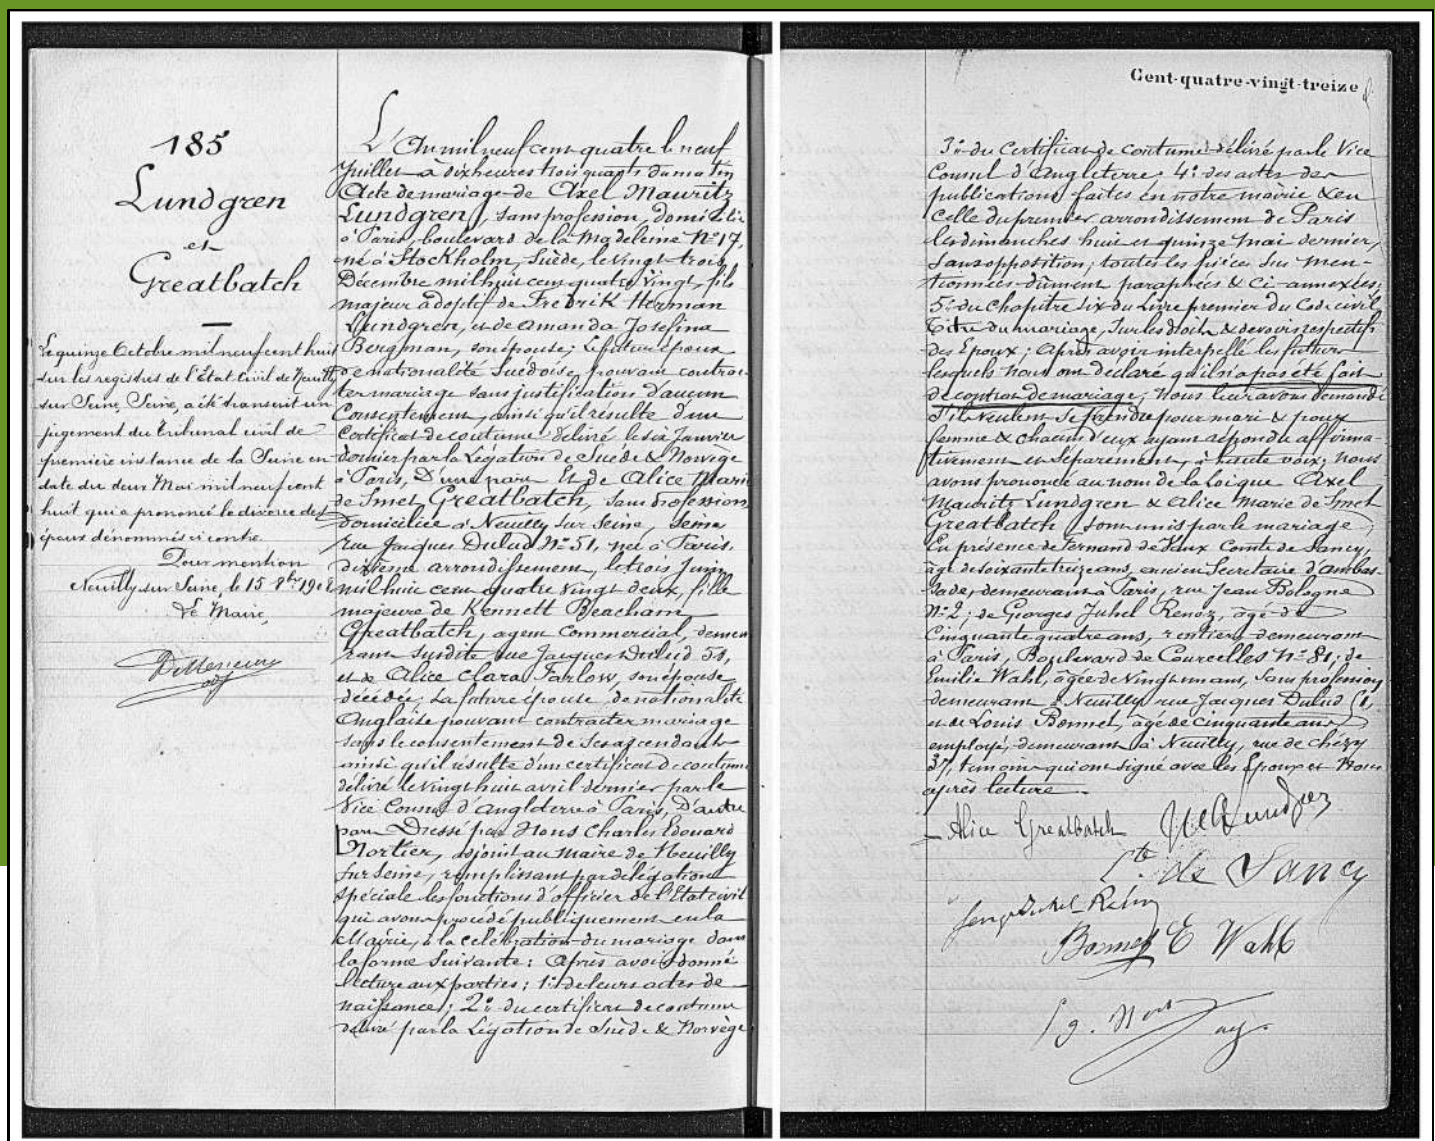 185
Lundgren
et
Greatbatch
Le quinze Octobre mil neuf cent huit
sur les registres de l'Etat Civil de Neuilly
sur Seine, Seine, a été transcrit un
jugement du tribunal civil de
première instance de la Seine en
date du deux Mai mil neuf cent
huit qui a prononcé le divorce des
époux dénommés ci contre.
Pour mention
Neuilly sur Seine, le 15 8bre 1908
Le Maire,
adj
L'An mil neuf cent quatre le neuf
Juillet à dix heures trois quarts du matin
Acte de mariage de Axel Mauritz
Lundgren, sans profession, domicilié
à Paris, boulevard de la Madeleine No 17,
né à Stockholm, Suède, le vingt trois
Décembre mil huit cent quatre vingt, fils
majeur adoptif de Fredrik Herman
Lundgren, et de Amanda Josefina
Bergman, son épouse; Le futur époux
de nationalité Suédoise, pouvant contrac-
ter mariage sans justification d'aucun
Consentement, ainsi qu'il résulte d'un
Certificat de coutume délivré le six Janvier
dernier par la Légation de Suède & Norvège
à Paris, D'une part Et de Alice Marie
de Smet Greatbatch, sans profession,
domiciliée à Neuilly sur Seine, Seine
rue Jacques Dulud No 51, née à Paris,
dixième arrondissement, le trois Juin
mil huit cent quatre vingt deux, fille
majeure de Kennett Beacham
Greatbatch, agent commercial, demeu
rant susdite rue Jacques Dulud 51,
et de Alice Clara Farlow, son épouse
décédée; La future épouse, de nationalité
Anglaise pouvant contracter mariage
sans le consentement de ses ascendants
ainsi qu'il résulte d'un certificat de coutume
délivré le vingt huit avril dernier par le
Vice Consul d'Angleterre à Paris, D'autre
part Dressé par Nous Charles Edouard
Nortier, adjoint au Maire de Neuilly
sur Seine, remplissant par délégation
spéciale les fonctions d'officier de l'Etat civil
qui avons procédé publiquement en la
Mairie, à la célébration du mariage dans
la forme suivante: Après avoir donné
lecture aux parties: 1o de leurs actes de
naissance; 2o du certificat de coutume
délivré par la Légation de Suède & Norvège
Cent-quatre-vingt-treize
3o du Certificat de coutume délivré par le Vice
Consul d'Angleterre; 4o des actes des
publications faites en notre mairie & en
celle du premier arrondissement de Paris
les dimanches huit et quinze Mai dernier,
sans opposition; toutes les pièces sus men-
tionnées dûment paraphées & ci-annexées;
5o du chapitre six du Livre premier du Code civil
Titre du mariage, sur les droits & devoirs respectifs
des Epoux; Après avoir interpellé les futurs
lesquels nous ont déclaré qu'il n'a pas été fait
de contrat de mariage, Nous leur avons demandé
s'ils veulent se prendre pour mari & pour
femme & chacun d'eux ayant répondu affirma-
tivement et séparément, à haute voix, nous
avons prononcé au nom de la loi que Axel
Mauritz Lundgren & Alice Marie de Smet
Greatbatch sont unis par le mariage,
En présence de Fernand de Vaux Comte de Sancy,
âgé de soixante treize ans, ancien Secrétaire d'ambas-
sade, demeurant à Paris, rue Jean Bologne
No 2; de Georges Juhel Renoz, âgé de
Cinquante quatre ans, rentier, demeurant
à Paris, Boulevard de Courcelles No 81; de
Emilie Wahl, âgée de vingt un ans, sans profession
demeurant à Neuilly rue Jacques Dulud 51,
et de Louis Bonnet, âgé de cinquante ans
employé, demeurant à Neuilly, rue de Chézy
37, témoins qui ont signé avec les Epoux et Nous
après lecture.
Alice Greatbatch
Cte de Sancy
Bonnet E Wahl